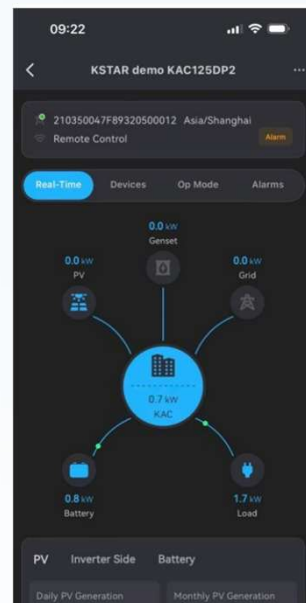 09:22
KSTAR demo KAC125DP2
210350047F89320500012 Asia/Shanghai
Remote Control
Alarm
Real-Time Devices Op Mode Alarms
0.0 kW
Genset
0.0 kW
PV
0.0 kW
Grid
0.7 kW
KAC
0.8 kW
Battery
1.7 kW
Load
PV Inverter Side Battery
Daily PV Generation Monthly PV Generation